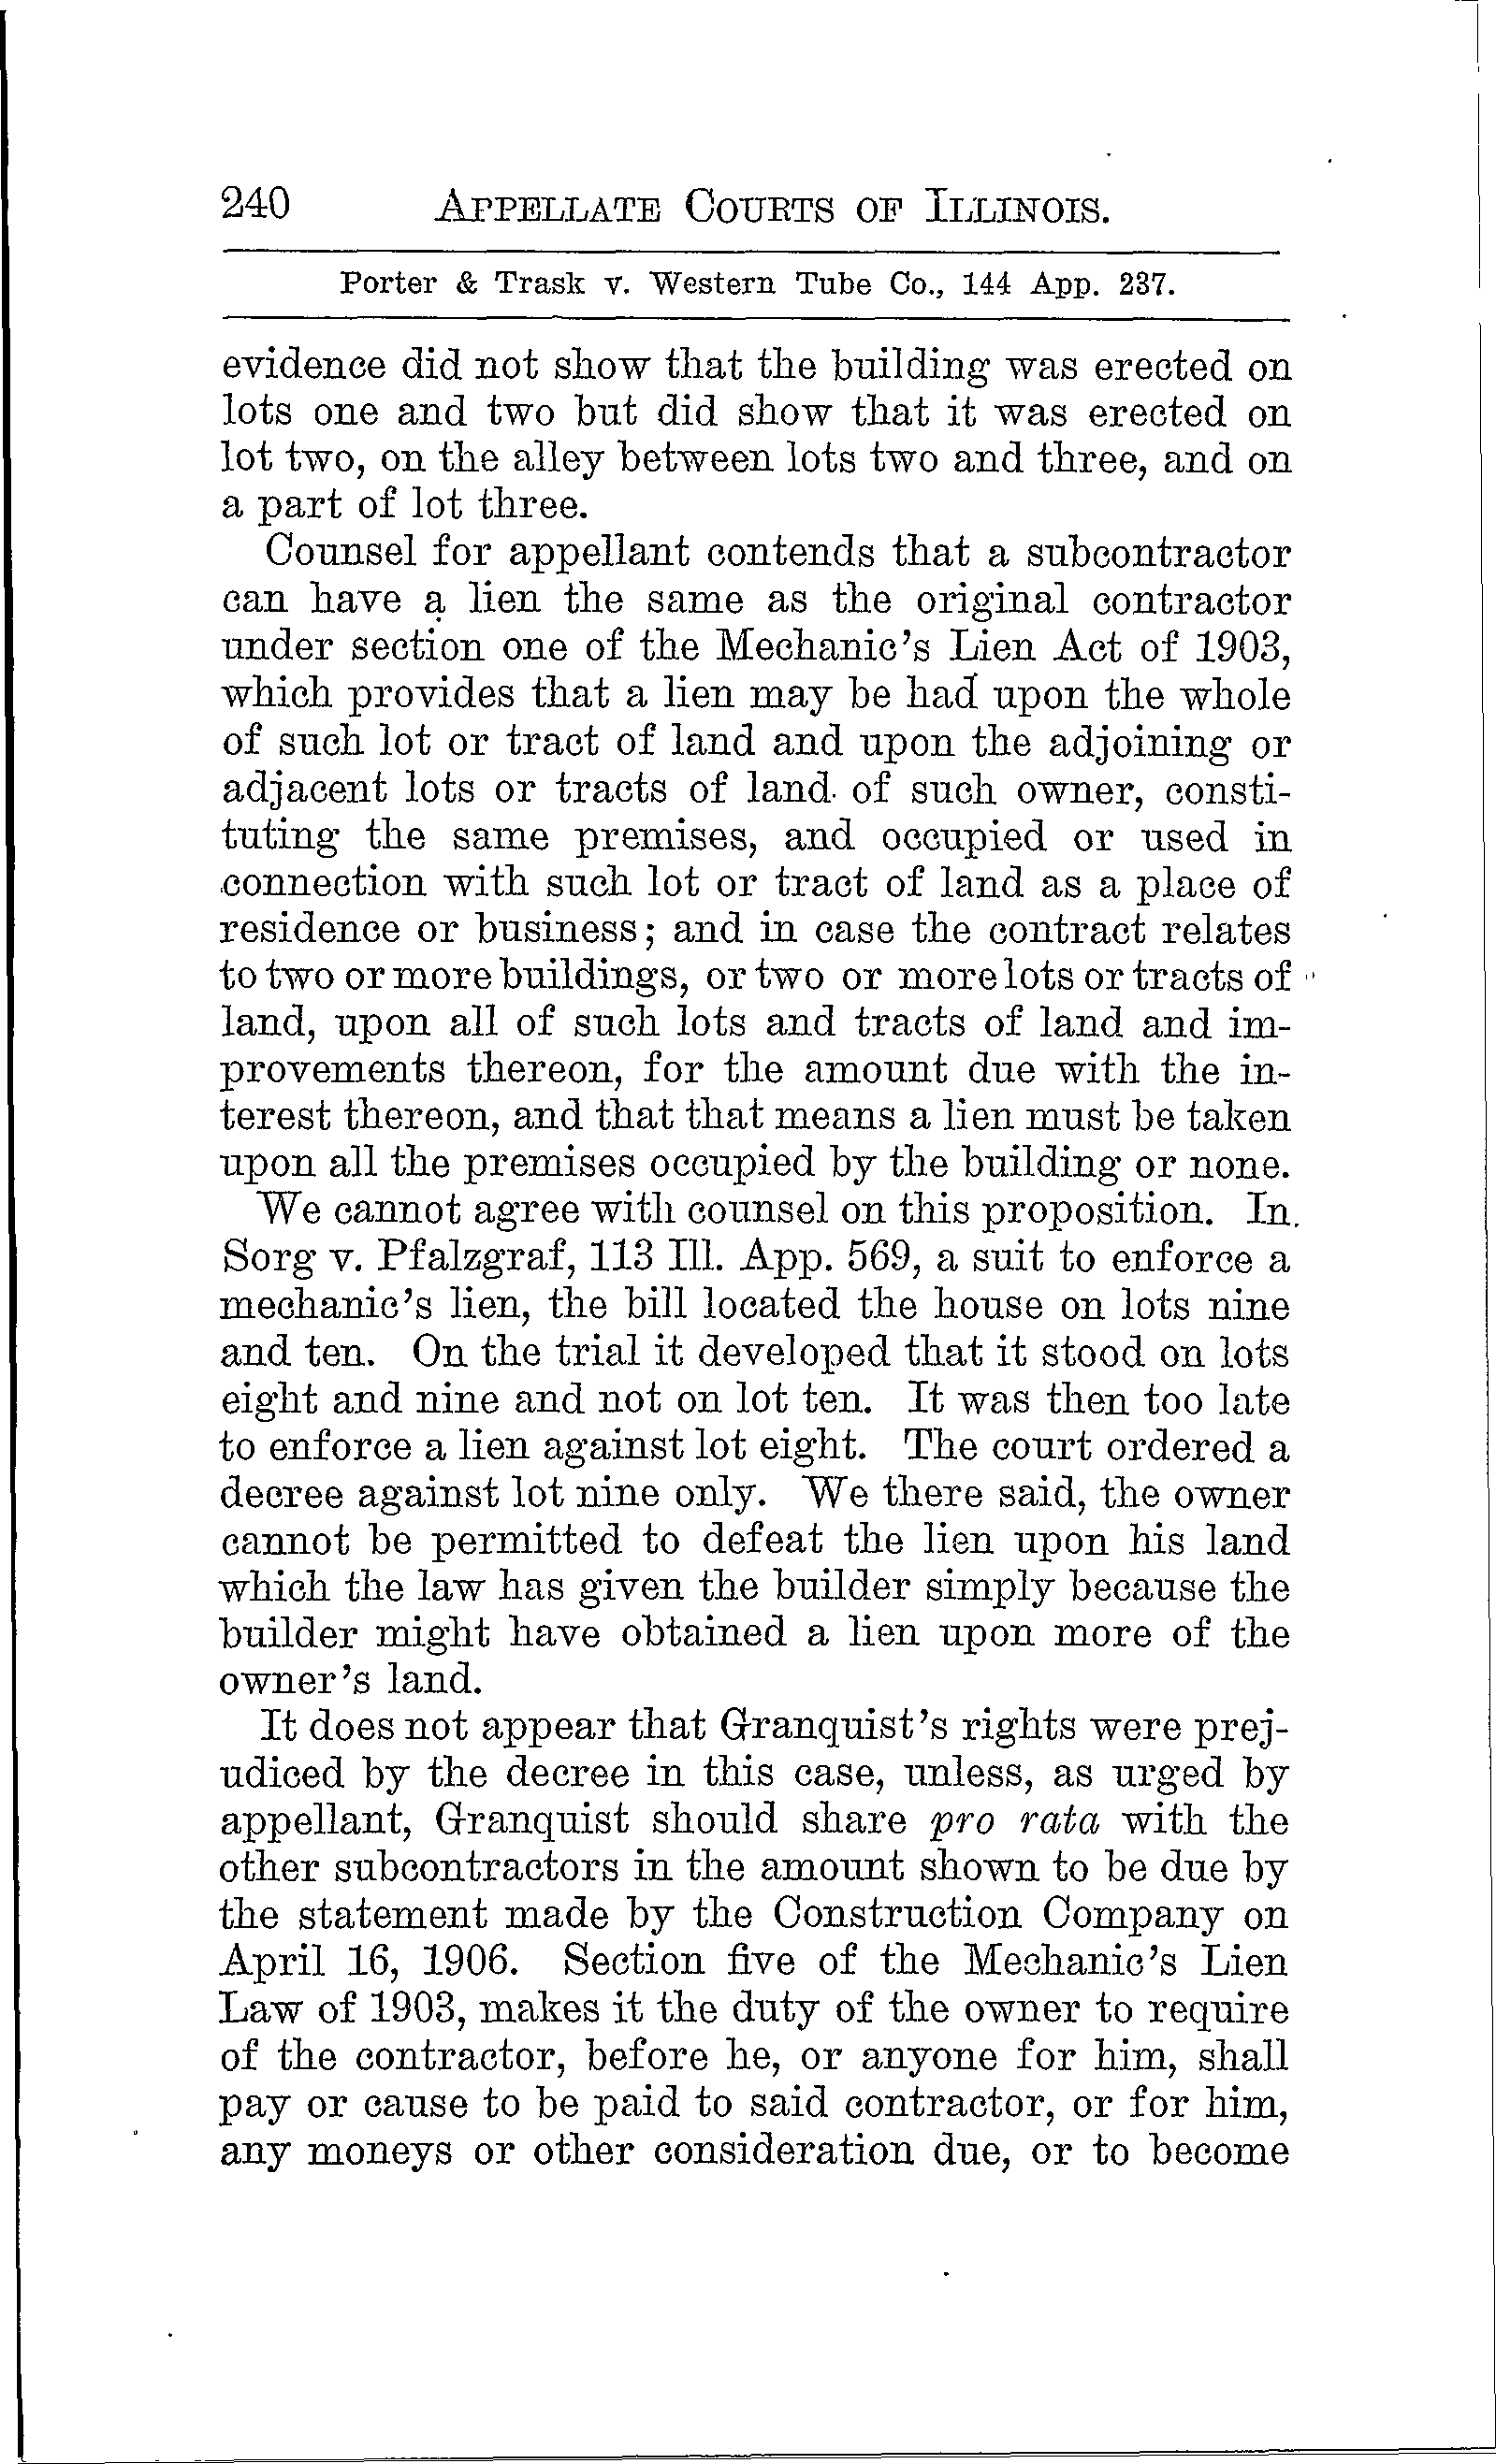 240 APPELLATE COURTS OF ILLINOIS.
Porter & Trask v. Western Tube Co., 144 App. 237.
evidence did not show that the building was erected on
lots one and two but did show that it was erected on
lot two, on the alley between lots two and three, and on
a part of lot three.
Counsel for appellant contends that a subcontractor
can have a lien the same as the original contractor
under section one of the Mechanic's Lien Act of 1903,
which provides that a lien may be had upon the whole
of such lot or tract of land and upon the adjoining or
adjacent lots or tracts of land of such owner, consti-
tuting the same premises, and occupied or used in
connection with such lot or tract of land as a place of
residence or business; and in case the contract relates
to two or more buildings, or two or more lots or tracts of
land, upon all of such lots and tracts of land and im-
provements thereon, for the amount due with the in-
terest thereon, and that that means a lien must be taken
upon all the premises occupied by the building or none.
We cannot agree with counsel on this proposition. In
Sorg v. Pfalzgraf, 113 Ill. App. 569, a suit to enforce a
mechanic's lien, the bill located the house on lots nine
and ten. On the trial it developed that it stood on lots
eight and nine and not on lot ten. It was then too late
to enforce a lien against lot eight. The court ordered a
decree against lot nine only. We there said, the owner
cannot be permitted to defeat the lien upon his land
which the law has given the builder simply because the
builder might have obtained a lien upon more of the
owner's land.
It does not appear that Granquist's rights were prej-
udiced by the decree in this case, unless, as urged by
appellant, Granquist should share pro rata with the
other subcontractors in the amount shown to be due by
the statement made by the Construction Company on
April 16, 1906. Section five of the Mechanic's Lien
Law of 1903, makes it the duty of the owner to require
of the contractor, before he, or anyone for him, shall
pay or cause to be paid to said contractor, or for him,
any moneys or other consideration due, or to become